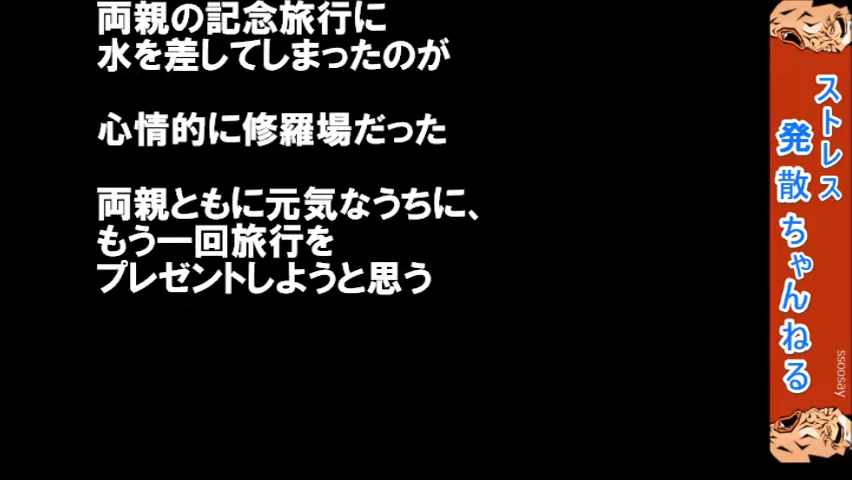 両親の記念旅行に
水を差してしまったのが
心情的に修羅場だった
両親ともに元気なうちに、
もう一回旅行を
プレゼントしようと思う
ストレス
発散ちゃんねる
ssoosay